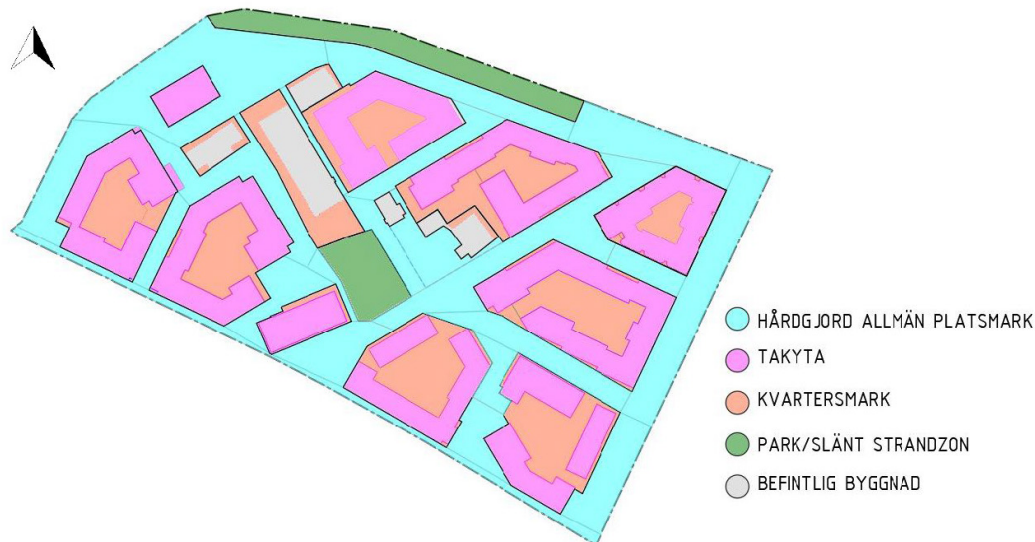 HÅRDGJORD ALLMÄN PLATSMARK
TAKYTA
KVARTERSMARK
PARK/SLÄNT STRANDZON
BEFINTLIG BYGGNAD